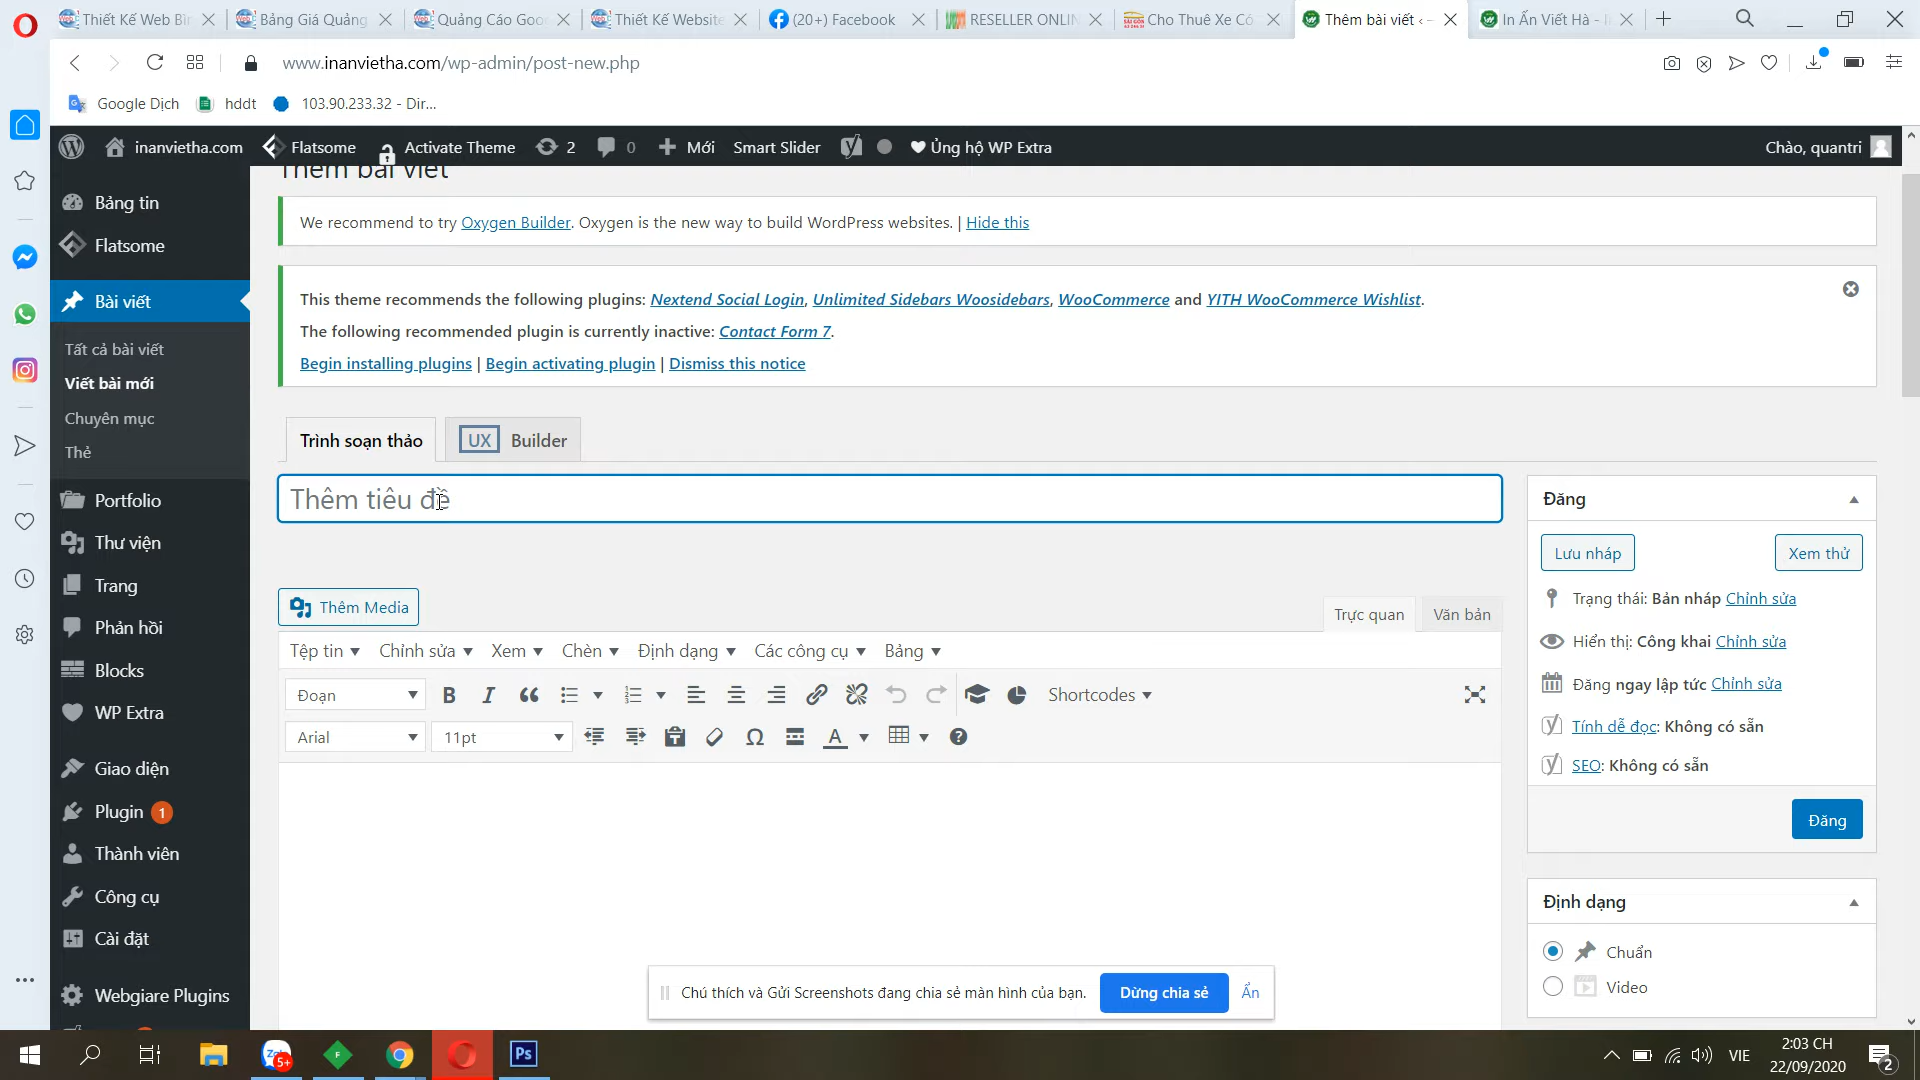 Thiết Kế Web Bìn
Bảng Giá Quảng
Quảng Cáo Goo
Thiết Kế Website
(20+) Facebook
RESELLER ONLIN
Cho Thuê Xe Cô
Thêm bài viết ‹ –
In Ấn Viết Hà - I
www.inanvietha.com/wp-admin/post-new.php
Google Dịch
hddt
103.90.233.32 - Dir...
inanvietha.com
Flatsome
Activate Theme
2
0
Mới
Smart Slider
Ủng hộ WP Extra
Chào, quantri
Thêm bài viết
Bảng tin
Flatsome
Bài viết
Tất cả bài viết
Viết bài mới
Chuyên mục
Thẻ
Portfolio
Thư viện
Trang
Phản hồi
Blocks
WP Extra
Giao diện
Plugin 1
Thành viên
Công cụ
Cài đặt
Webgiare Plugins
We recommend to try Oxygen Builder. Oxygen is the new way to build WordPress websites. | Hide this
This theme recommends the following plugins: Nextend Social Login, Unlimited Sidebars Woosidebars, WooCommerce and YITH WooCommerce Wishlist.
The following recommended plugin is currently inactive: Contact Form 7.
Begin installing plugins | Begin activating plugin | Dismiss this notice
Trình soạn thảo
UX Builder
Thêm tiêu đề
Thêm Media
Trực quan
Văn bản
Tệp tin
Chỉnh sửa
Xem
Chèn
Định dạng
Các công cụ
Bảng
Đoạn
Shortcodes
Arial
11pt
Đăng
Lưu nháp
Xem thử
Trạng thái: Bản nháp Chỉnh sửa
Hiển thị: Công khai Chỉnh sửa
Đăng ngay lập tức Chỉnh sửa
Tính dễ đọc: Không có sẵn
SEO: Không có sẵn
Đăng
Định dạng
Chuẩn
Video
Chú thích và Gửi Screenshots đang chia sẻ màn hình của bạn.
Dừng chia sẻ
Ẩn
5+
Ps
VIE
2:03 CH
22/09/2020
2